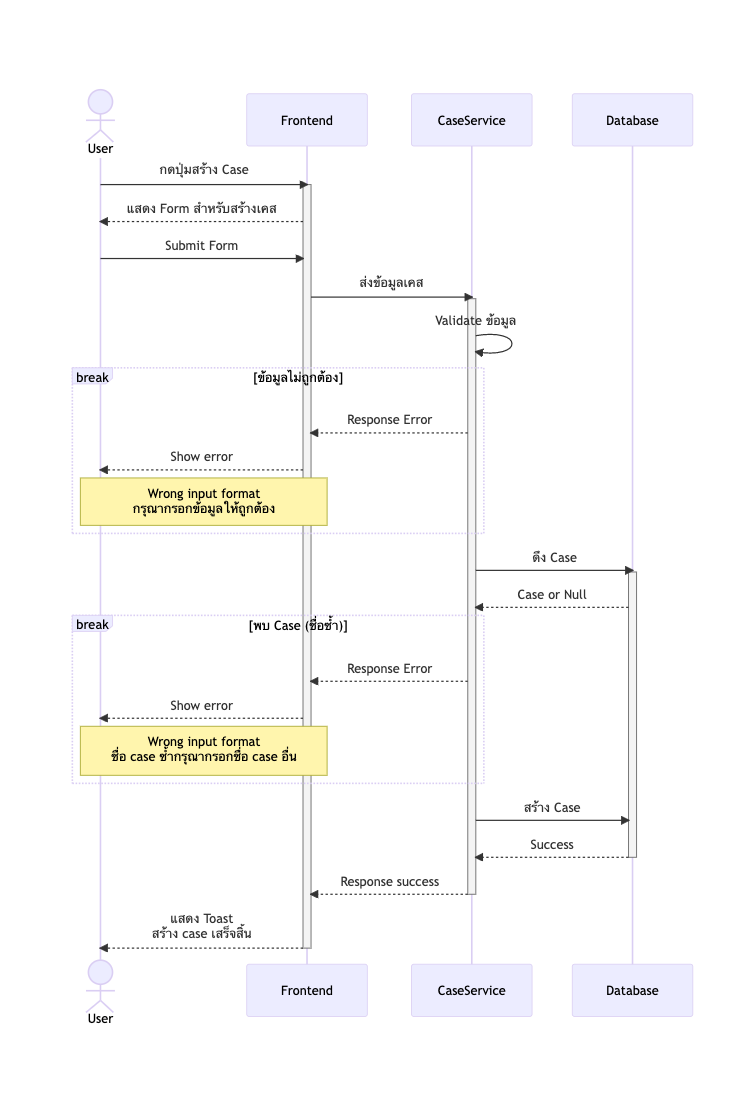 User
Frontend
CaseService
Database
กดปุ่มสร้าง Case
แสดง Form สำหรับสร้างเคส
Submit Form
ส่งข้อมูลเคส
Validate ข้อมูล
break
[ข้อมูลไม่ถูกต้อง]
Response Error
Show error
Wrong input format
กรุณากรอกข้อมูลให้ถูกต้อง
ดึง Case
Case or Null
break
[พบ Case (ชื่อซ้ำ)]
Response Error
Show error
Wrong input format
ชื่อ case ซ้ำกรุณากรอกชื่อ case อื่น
สร้าง Case
Success
Response success
แสดง Toast
สร้าง case เสร็จสิ้น
User
Frontend
CaseService
Database